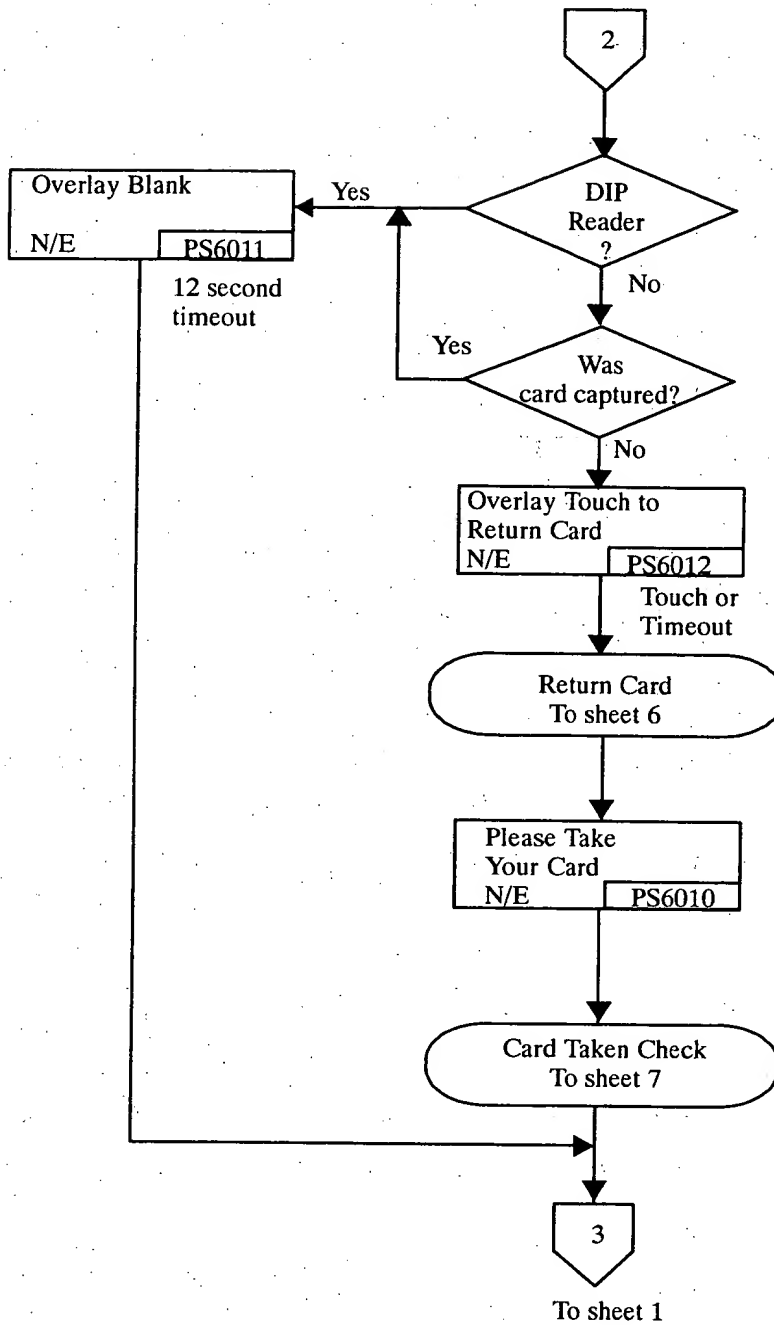 2
DIP
Reader
?
Yes
Overlay Blank
N/E PS6011
12 second
timeout
No
Yes
Was
card captured?
No
Overlay Touch to
Return Card
N/E PS6012
Touch or
Timeout
Return Card
To sheet 6
Please Take
Your Card
N/E PS6010
Card Taken Check
To sheet 7
3
To sheet 1